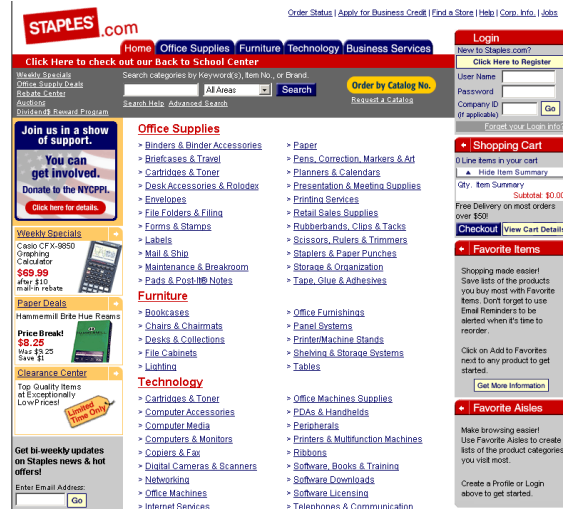 STAPLES .com
Order Status | Apply for Business Credit | Find a Store | Help | Corp. Info. | Jobs
Home Office Supplies Furniture Technology Business Services
Click Here to check out our Back to School Center
Weekly Specials
Office Supply Deals
Rebate Center
Auctions
Dividend$ Reward Program
Search categories by Keyword(s), Item No., or Brand.
All Areas Search
Search Help Advanced Search
Order by Catalog No.
Request a Catalog
Login
New to Staples.com?
Click Here to Register
User Name
Password
Company ID
(if applicable)
Go
Forget your Login info?
Join us in a show
of support.
You can
get involved.
Donate to the NYCPPI.
Click here for details.
Weekly Specials
Casio CFX-9850
Graphing
Calculator
$69.99
after $10
mail-in rebate
Paper Deals
Hammermill Brite Hue Reams
Price Break!
$8.25
Was $9.25
Save $1
Clearance Center
Top Quality Items
at Exceptionally
Low Prices!
Limited
Time Only
Get bi-weekly updates
on Staples news & hot
offers!
Enter Email Address:
Go
Office Supplies
> Binders & Binder Accessories
> Briefcases & Travel
> Cartridges & Toner
> Desk Accessories & Rolodex
> Envelopes
> File Folders & Filing
> Forms & Stamps
> Labels
> Mail & Ship
> Maintenance & Breakroom
> Pads & Post-It® Notes
> Paper
> Pens, Correction, Markers & Art
> Planners & Calendars
> Presentation & Meeting Supplies
> Printing Services
> Retail Sales Supplies
> Rubberbands, Clips & Tacks
> Scissors, Rulers & Trimmers
> Staplers & Paper Punches
> Storage & Organization
> Tape, Glue & Adhesives
Furniture
> Bookcases
> Chairs & Chairmats
> Desks & Collections
> File Cabinets
> Lighting
> Office Furnishings
> Panel Systems
> Printer/Machine Stands
> Shelving & Storage Systems
> Tables
Technology
> Cartridges & Toner
> Computer Accessories
> Computer Media
> Computers & Monitors
> Copiers & Fax
> Digital Cameras & Scanners
> Networking
> Office Machines
> Internet Services
> Office Machines Supplies
> PDAs & Handhelds
> Peripherals
> Printers & Multifunction Machines
> Ribbons
> Software, Books & Training
> Software Downloads
> Software Licensing
> Telephones & Communication
Shopping Cart
0 Line items in your cart
Hide Item Summary
Qty. Item Summary
Subtotal: $0.00
Free Delivery on most orders
over $50!
Checkout View Cart Details
Favorite Items
Shopping made easier!
Save lists of the products
you buy most with Favorite
Items. Don't forget to use
Email Reminders to be
alerted when it's time to
reorder.
Click on Add to Favorites
next to any product to get
started.
Get More Information
Favorite Aisles
Make browsing easier!
Use Favorite Aisles to create
lists of the product categories
you visit most.
Create a Profile or Login
above to get started.